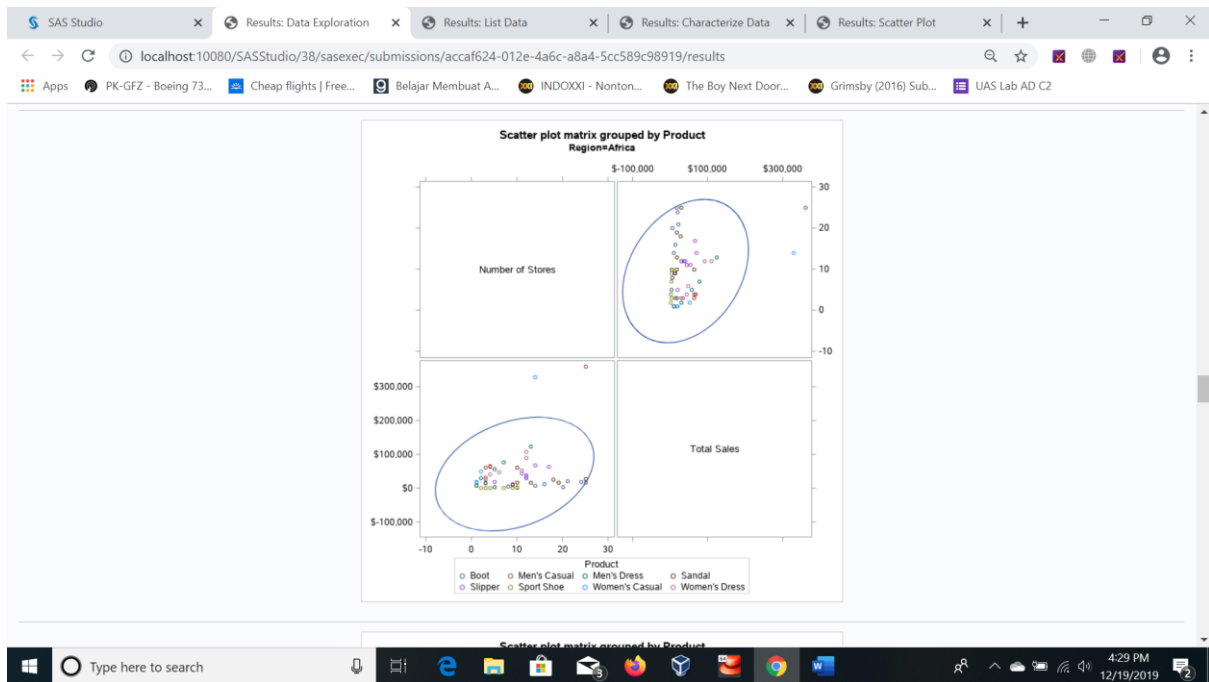 SAS Studio
Results: Data Exploration
Results: List Data
Results: Characterize Data
Results: Scatter Plot
localhost:10080/SASStudio/38/sasexec/submissions/accaf624-012e-4a6c-a8a4-5cc589c98919/results
Apps
PK-GFZ - Boeing 73...
Cheap flights | Free...
Belajar Membuat A...
INDOXXI - Nonton...
The Boy Next Door...
Grimsby (2016) Sub...
UAS Lab AD C2
Scatter plot matrix grouped by Product
Region=Africa
$-100,000 $100,000 $300,000
30
20
10
0
-10
Number of Stores
$300,000
$200,000
$100,000
$0
$-100,000
Total Sales
-10 0 10 20 30
Product
Boot Men's Casual Men's Dress Sandal
Slipper Sport Shoe Women's Casual Women's Dress
Scatter plot matrix grouped by Product
Type here to search
4:29 PM
12/19/2019